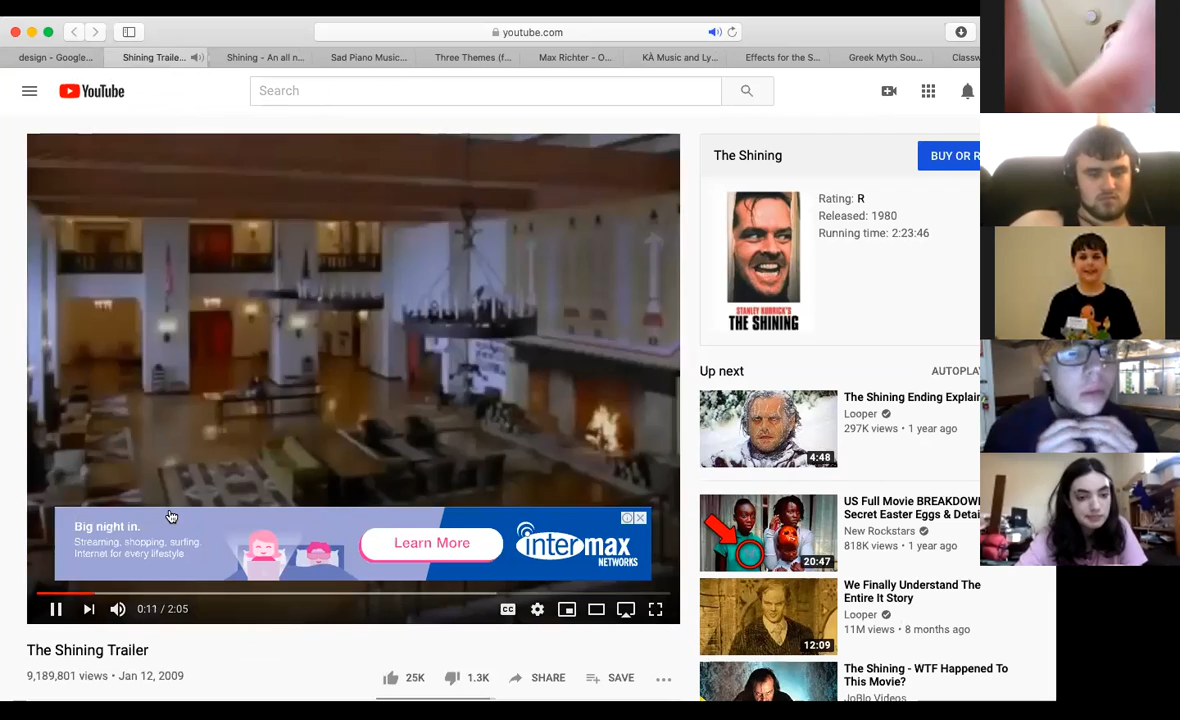 youtube.com
design - Google...
Shining Traile...
Shining - An all n...
Sad Piano Music...
Three Themes (f...
Max Richter - O...
KÀ Music and Ly...
Effects for the S...
Greek Myth Sou...
Classw
YouTube
Search
The Shining
BUY OR R
Rating: R
Released: 1980
Running time: 2:23:46
STANLEY KUBRICK'S
THE SHINING
Up next
AUTOPLAY
The Shining Ending Explain
Looper
297K views • 1 year ago
4:48
US Full Movie BREAKDOWN
Secret Easter Eggs & Detai
New Rockstars
818K views • 1 year ago
20:47
We Finally Understand The
Entire It Story
Looper
11M views • 8 months ago
12:09
The Shining - WTF Happened To
This Movie?
JoBlo Videos
Big night in.
Streaming, shopping, surfing.
Internet for every lifestyle
Learn More
intermax
NETWORKS
0:11 / 2:05
CC
The Shining Trailer
9,189,801 views • Jan 12, 2009
25K
1.3K
SHARE
SAVE